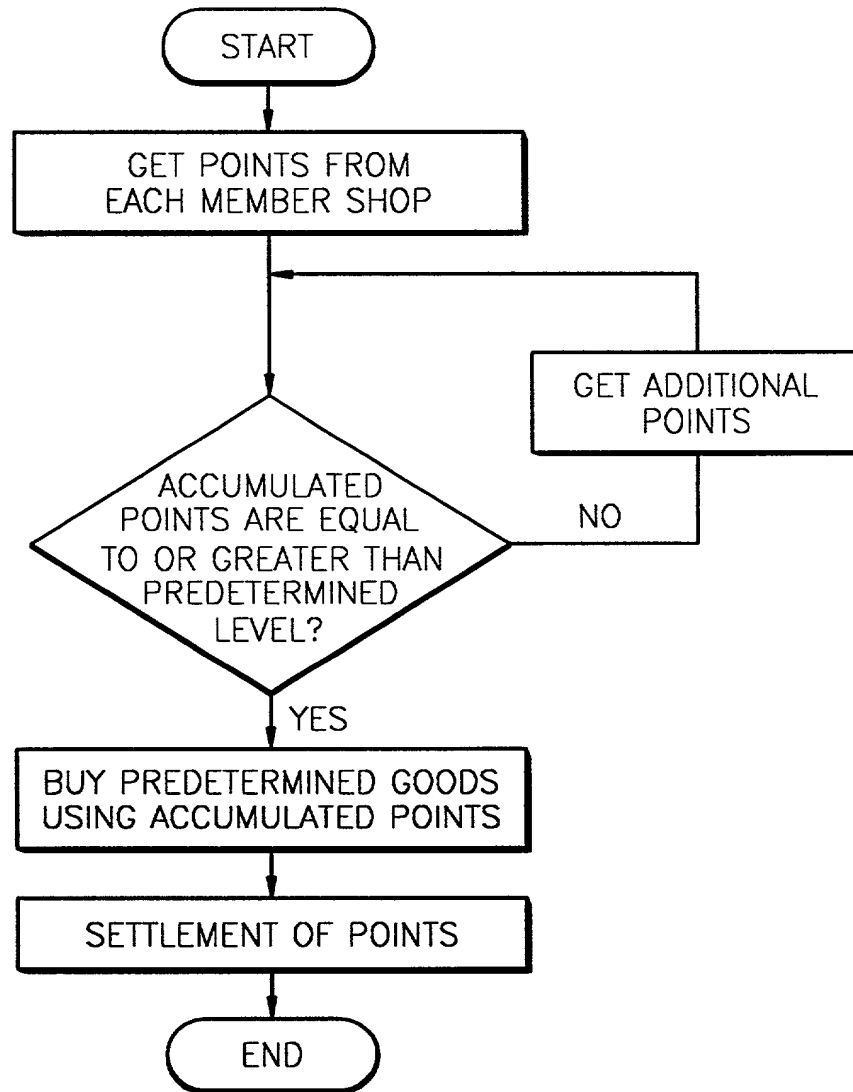 START
GET POINTS FROM
EACH MEMBER SHOP
GET ADDITIONAL
POINTS
ACCUMULATED
POINTS ARE EQUAL
TO OR GREATER THAN
PREDETERMINED
LEVEL?
NO
YES
BUY PREDETERMINED GOODS
USING ACCUMULATED POINTS
SETTLEMENT OF POINTS
END